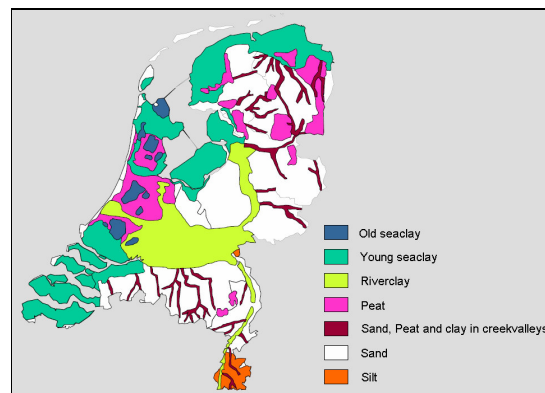 Old seaclay
Young seaclay
Riverclay
Peat
Sand, Peat and clay in creekvalleys
Sand
Silt